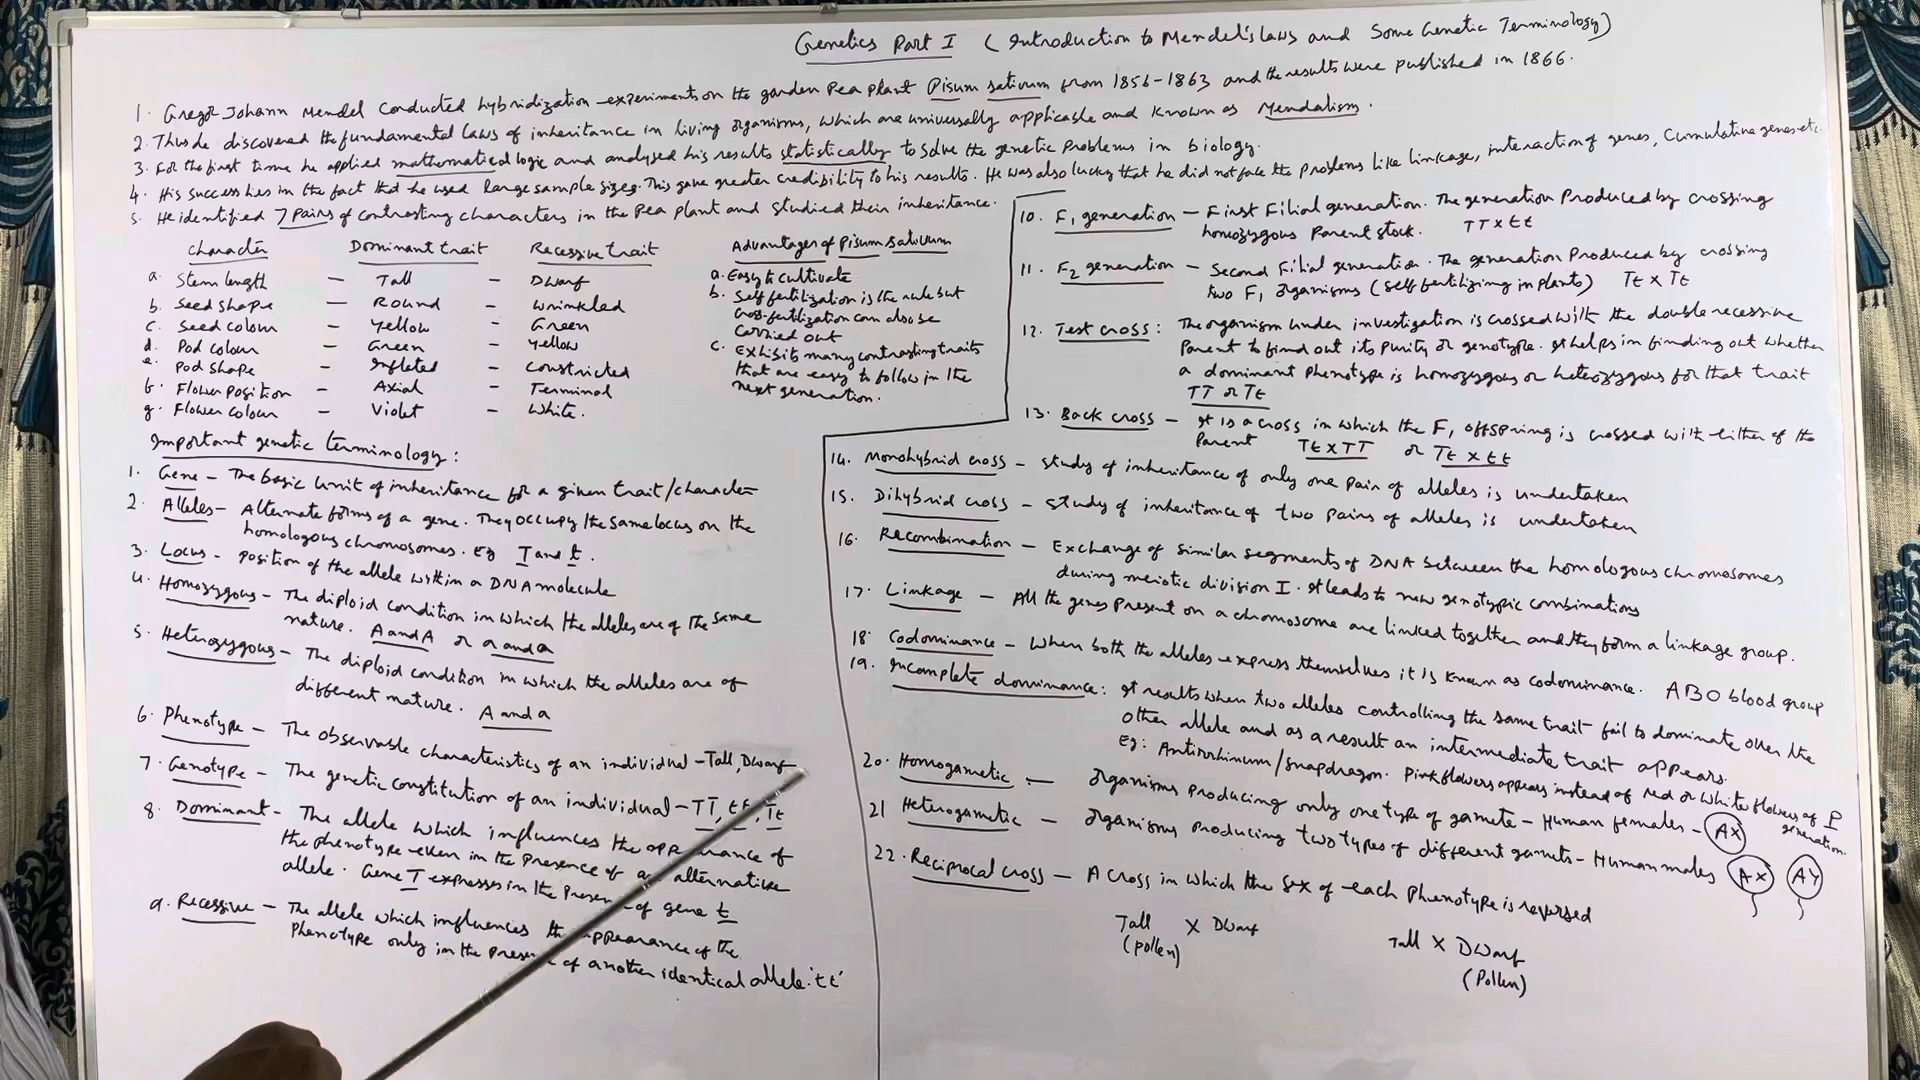 Genetics Part I (Introduction to Mendel's laws and Some Genetic Terminology)
1. Gregor Johann Mendel conducted hybridization experiments on the garden pea plant Pisum sativum from 1856-1863 and the results were published in 1866.
2. Thus he discovered the fundamental laws of inheritance in living organisms, which are universally applicable and known as Mendalism.
3. For the first time he applied mathematical logic and analysed his results statistically to solve the genetic problems in biology.
4. His success lies in the fact that he used large sample sizes. This gave greater credibility to his results. He was also lucky that he did not face the problems like linkage, interaction of genes, Cumulative genes etc.
5. He identified 7 pairs of contrasting characters in the pea plant and studied their inheritance.
Character Dominant trait Recessive trait
a. Stem length - Tall - Dwarf
b. Seed shape - Round - Wrinkled
c. Seed colour - Yellow - Green
d. Pod colour - Green - Yellow
e. Pod shape - Inflated - Constricted
f. Flower position - Axial - Terminal
g. Flower colour - Violet - White.
Advantages of Pisum sativum
a. Easy to cultivate
b. Self fertilization is the rule but
cross-fertilization can also be
carried out
c. Exhibits many contrasting traits
that are easy to follow in the
next generation.
Important genetic terminology:
1. Gene - The basic unit of inheritance for a given trait/character
2. Alleles - Alternate forms of a gene. They occupy the same locus on the
homologous chromosomes. Eg T and t.
3. Locus - position of the allele within a DNA molecule
4. Homozygous - The diploid condition in which the alleles are of the same
nature. A and A or a and a
5. Heterozygous - The diploid condition in which the alleles are of
different nature. A and a
6. Phenotype - The observable characteristics of an individual - Tall, Dwarf
7. Genotype - The genetic constitution of an individual - TT, tt, Tt
8. Dominant - The allele which influences the appearance of
the phenotype even in the presence of an alternative
allele. Gene T expresses in the presence of gene t
9. Recessive - The allele which influences the appearance of the
phenotype only in the presence of another identical allele 'tt'
10. F1 generation - First Filial generation. The generation produced by crossing
homozygous parent stock. TT x tt
11. F2 generation - Second Filial generation. The generation produced by crossing
two F1 organisms (self fertilizing in plants) Tt x Tt
12. Test cross: The organism under investigation is crossed with the double recessive
parent to find out its purity or genotype. It helps in finding out whether
a dominant phenotype is homozygous or heterozygous for that trait
TT or Tt
13. Back cross - It is a cross in which the F1 offspring is crossed with either of the
parent Tt x TT or Tt x tt
14. Monohybrid cross - study of inheritance of only one pair of alleles is undertaken
15. Dihybrid cross - study of inheritance of two pairs of alleles is undertaken
16. Recombination - Exchange of similar segments of DNA between the homologous chromosomes
during meiotic division I. It leads to new genotypic combinations
17. Linkage - All the genes present on a chromosome are linked together and they form a linkage group.
18. Codominance - When both the alleles express themselves it is known as codominance. ABO blood group
19. Incomplete dominance: It results when two alleles controlling the same trait fail to dominate over the
other allele and as a result an intermediate trait appears.
Eg: Antirrhinum/snapdragon. Pink flowers appears instead of red or white flowers of P
generation.
20. Homogametic - Organisms producing only one type of gamete - Human females - AX
21 Heterogametic - Organisms producing two types of different gamets - Human males AX AY
22. Reciprocal cross - A cross in which the sex of each phenotype is reversed
Tall x Dwarf
(pollen)
Tall x Dwarf
(pollen)